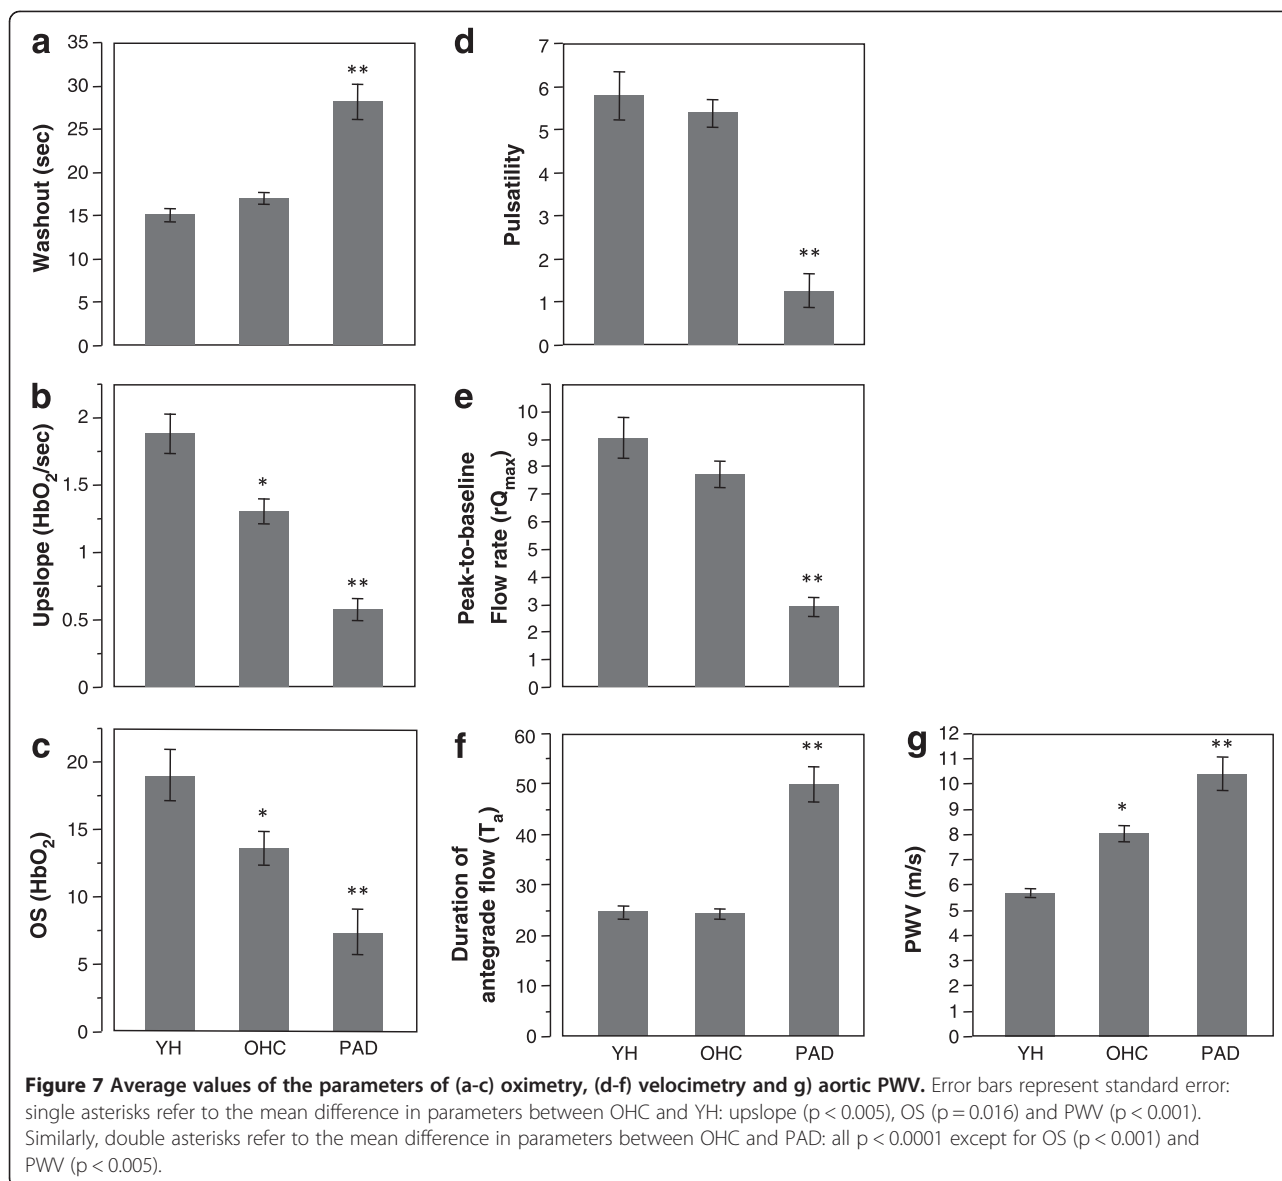 a
35
30
25
20
15
10
5
0
Washout (sec)
**
d
7
6
5
4
3
2
1
0
Pulsatility
**
b
2
1.5
1
0.5
0
Upslope (HbO2/sec)
*
**
e
10
9
8
7
6
5
4
3
2
1
0
Peak-to-baseline
Flow rate (rQmax)
**
c
20
15
10
5
0
OS (HbO2)
*
**
YH OHC PAD
f
60
50
40
30
20
10
0
Duration of
antegrade flow (Ta)
**
YH OHC PAD
g
12
11
10
9
8
7
6
5
4
3
2
1
0
PWV (m/s)
*
**
YH OHC PAD
Figure 7 Average values of the parameters of (a-c) oximetry, (d-f) velocimetry and g) aortic PWV. Error bars represent standard error:
single asterisks refer to the mean difference in parameters between OHC and YH: upslope (p < 0.005), OS (p = 0.016) and PWV (p < 0.001).
Similarly, double asterisks refer to the mean difference in parameters between OHC and PAD: all p < 0.0001 except for OS (p < 0.001) and
PWV (p < 0.005).